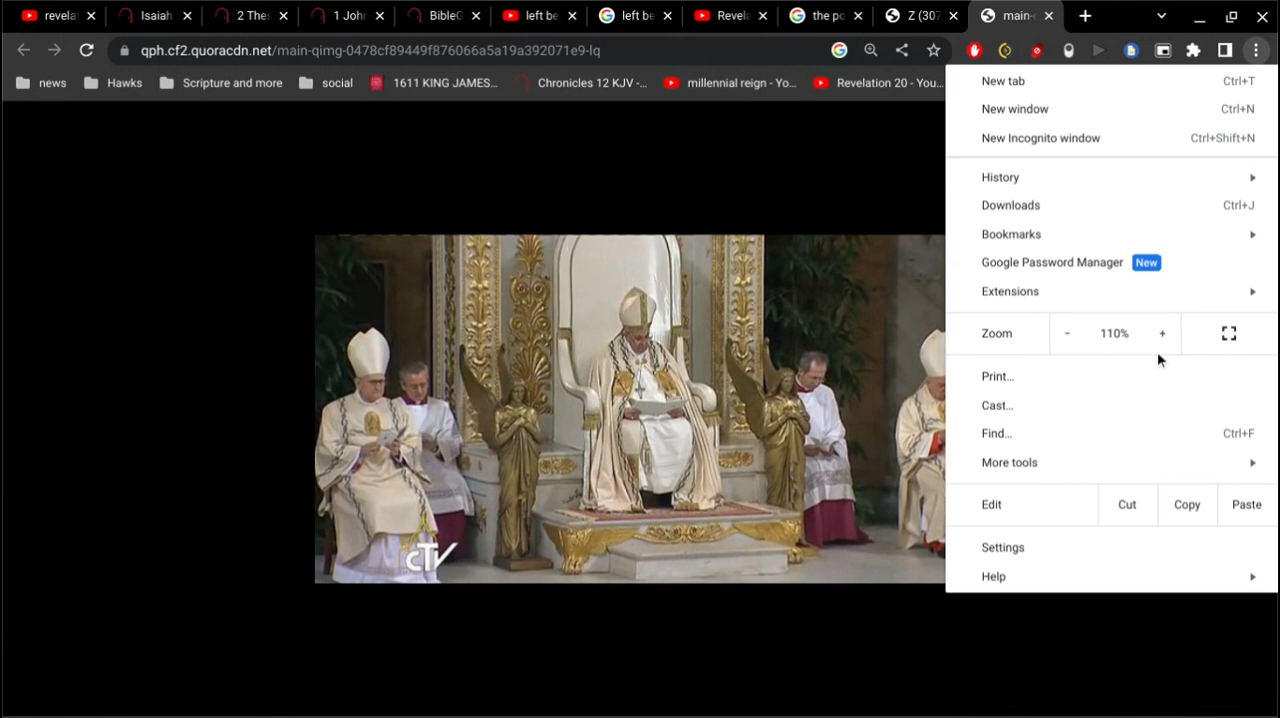 revela
Isaiah
2 Thes
1 John
BibleG
left be
left be
Revela
the po
Z (307
main-
qph.cf2.quoracdn.net/main-qimg-0478cf89449f876066a5a19a392071e9-lq
news
Hawks
Scripture and more
social
1611 KING JAMES...
Chronicles 12 KJV -...
millennial reign - Yo...
Revelation 20 - You...
New tab Ctrl+T
New window Ctrl+N
New Incognito window Ctrl+Shift+N
History
Downloads Ctrl+J
Bookmarks
Google Password Manager New
Extensions
Zoom - 110% +
Print...
Cast...
Find... Ctrl+F
More tools
Edit Cut Copy Paste
Settings
Help
cTV